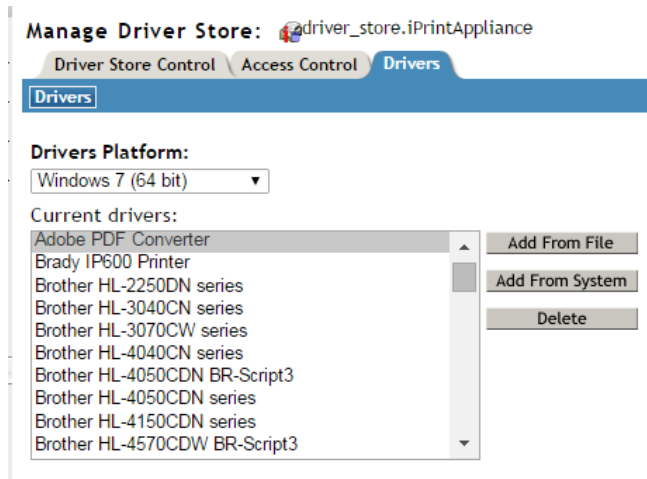 Manage Driver Store: driver_store.iPrintAppliance
Driver Store Control Access Control Drivers
Drivers
Drivers Platform:
Windows 7 (64 bit)
Current drivers:
Adobe PDF Converter
Brady IP600 Printer
Brother HL-2250DN series
Brother HL-3040CN series
Brother HL-3070CW series
Brother HL-4040CN series
Brother HL-4050CDN BR-Script3
Brother HL-4050CDN series
Brother HL-4150CDN series
Brother HL-4570CDW BR-Script3
Add From File
Add From System
Delete